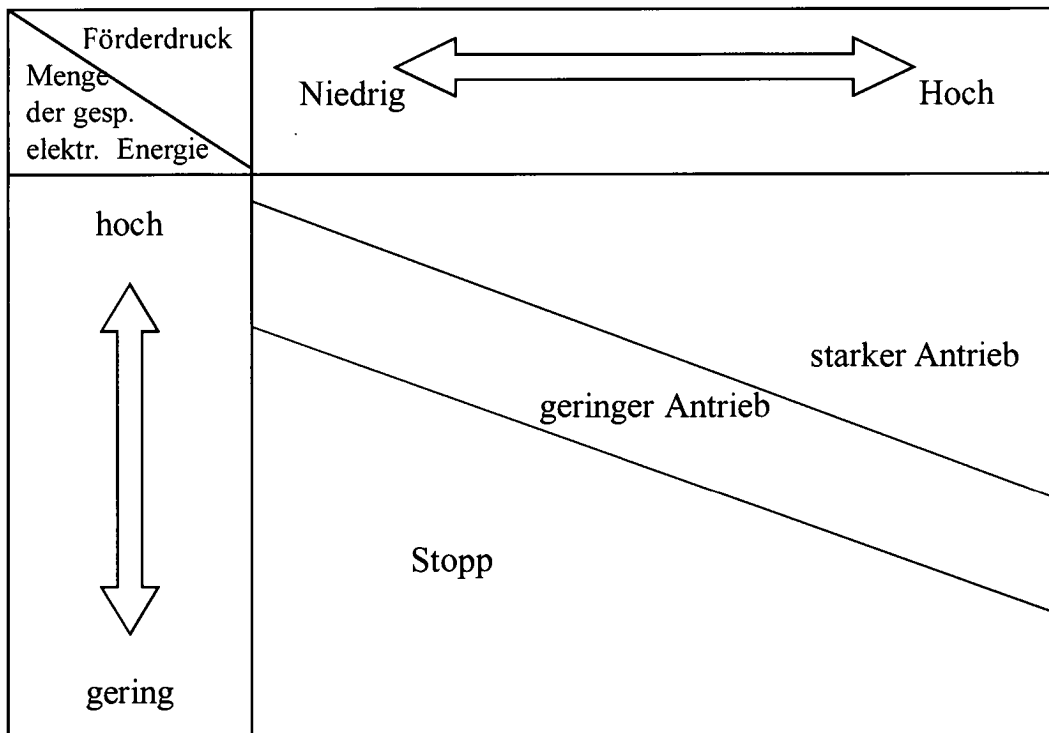 Förderdruck
Menge
der gesp.
elektr. Energie
Niedrig
Hoch
hoch
starker Antrieb
geringer Antrieb
Stopp
gering